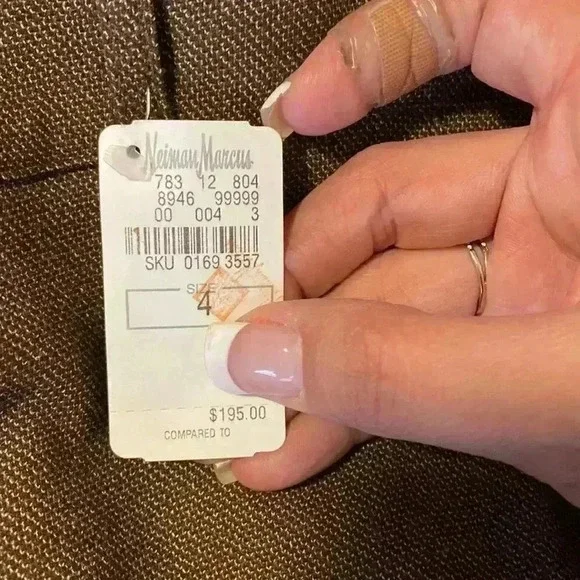 Neiman Marcus
783 12 804
8946 99999
00 004 3
SKU 0169 3557
SIZE
4
$195.00
COMPARED TO